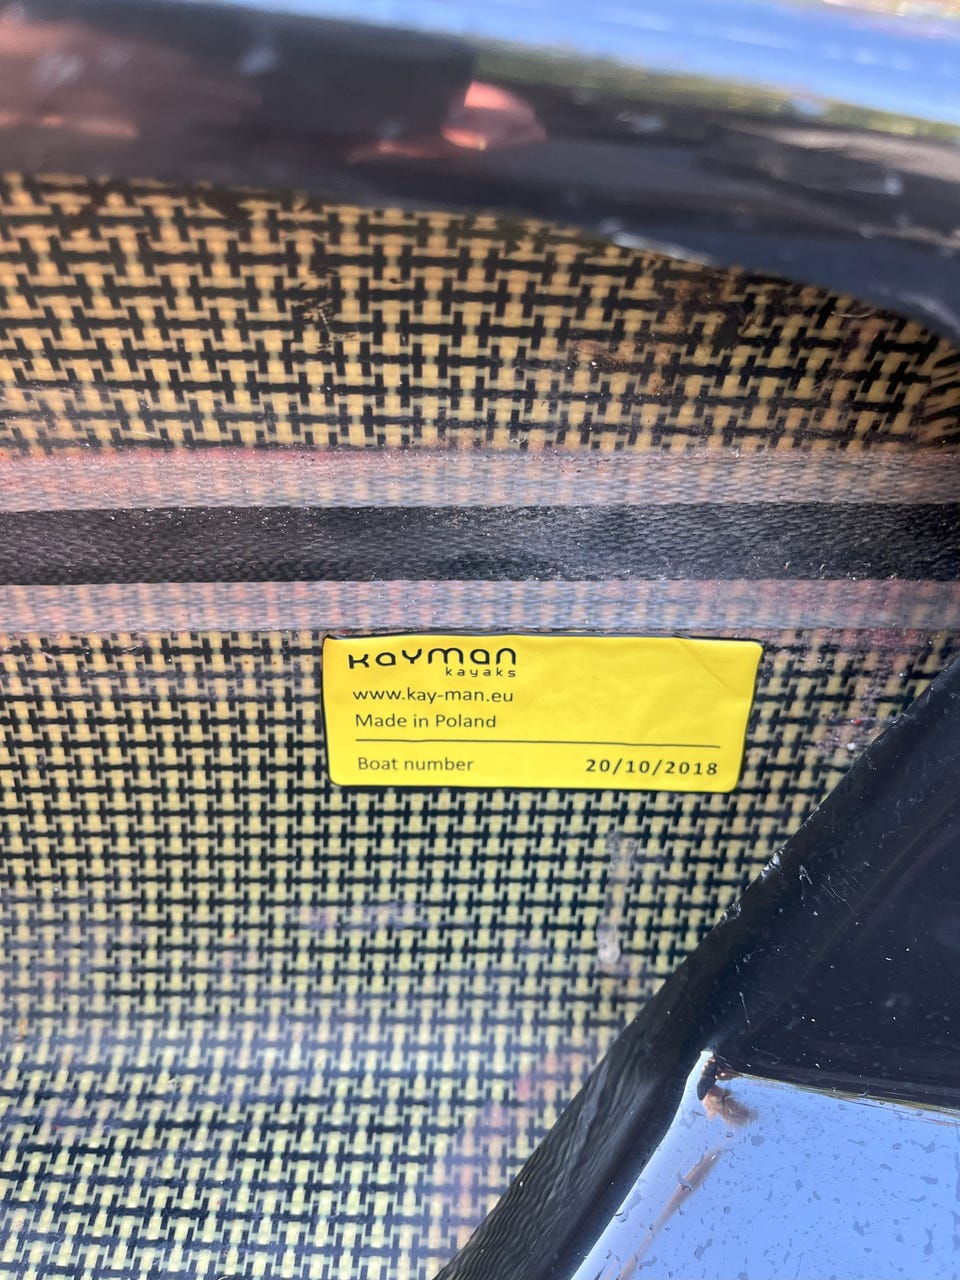 Kayman
kayaks
www.kay-man.eu
Made in Poland
Boat number 20/10/2018